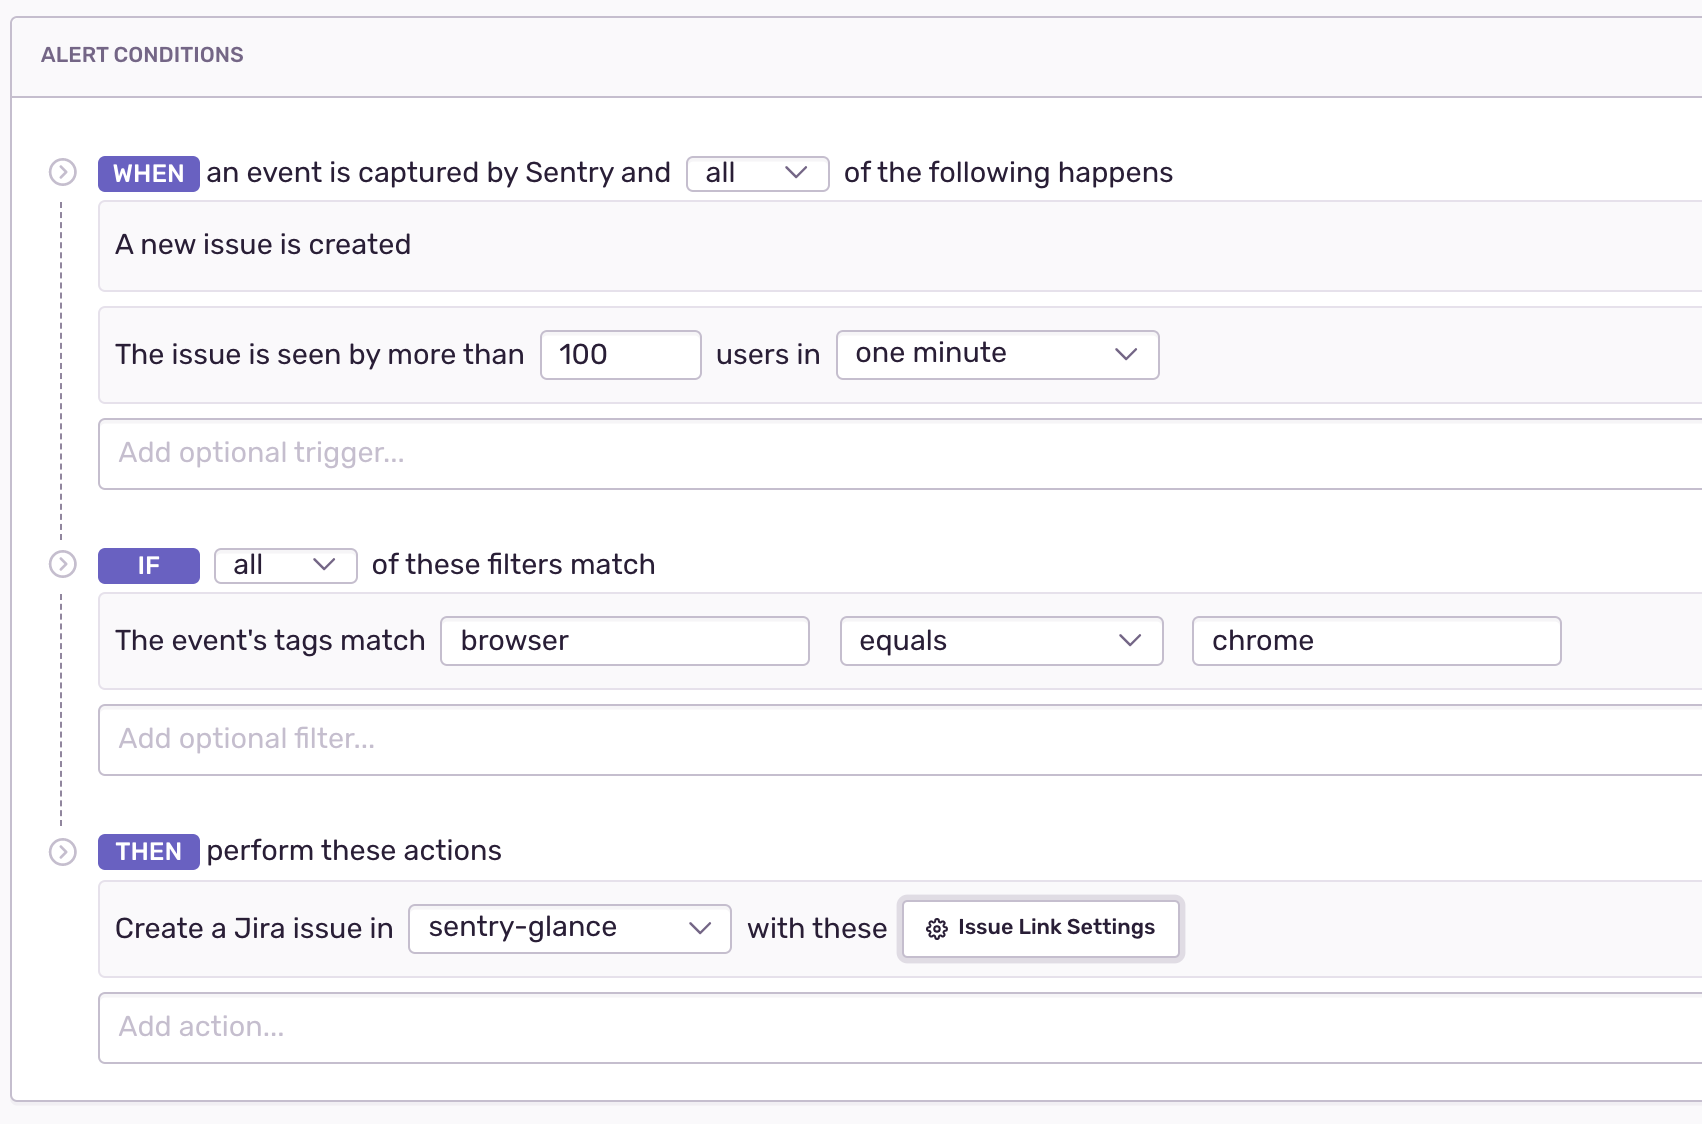 ALERT CONDITIONS
WHEN an event is captured by Sentry and all of the following happens
A new issue is created
The issue is seen by more than 100 users in one minute
Add optional trigger...
IF all of these filters match
The event's tags match browser equals chrome
Add optional filter...
THEN perform these actions
Create a Jira issue in sentry-glance with these Issue Link Settings
Add action...